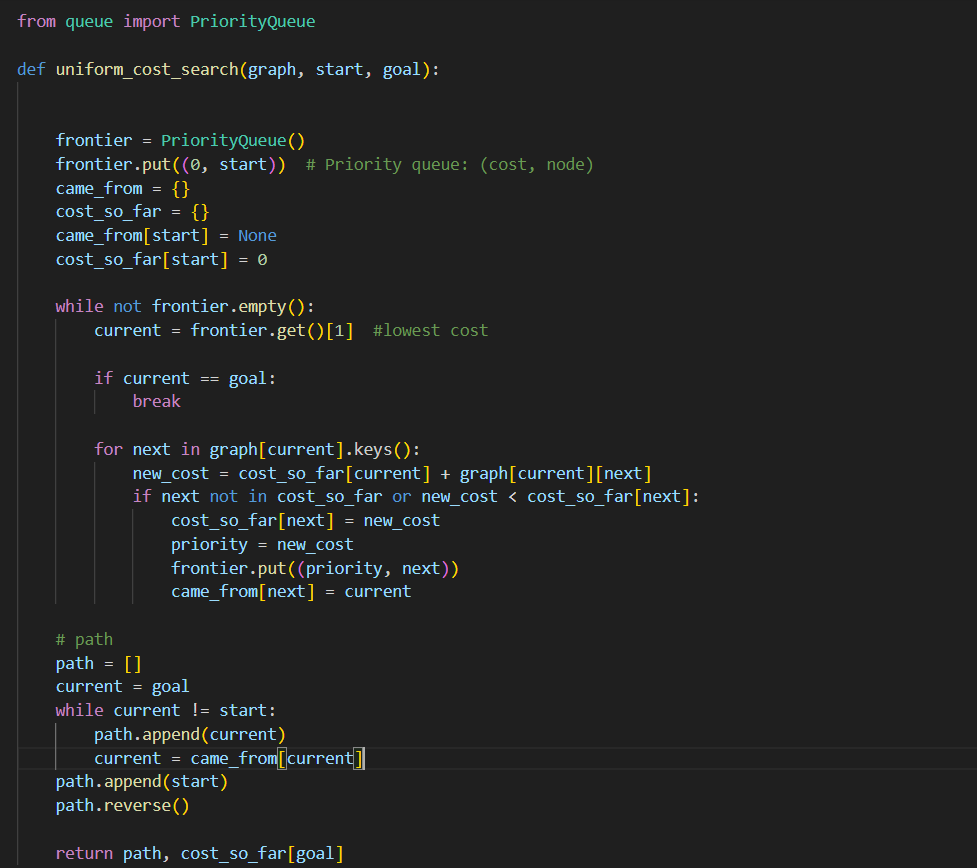 from queue import PriorityQueue
def uniform_cost_search(graph, start, goal):
frontier = PriorityQueue()
frontier.put((0, start))  # Priority queue: (cost, node)
came_from = {}
cost_so_far = {}
came_from[start] = None
cost_so_far[start] = 0
while not frontier.empty():
current = frontier.get()[1]  #lowest cost
if current == goal:
break
for next in graph[current].keys():
new_cost = cost_so_far[current] + graph[current][next]
if next not in cost_so_far or new_cost < cost_so_far[next]:
cost_so_far[next] = new_cost
priority = new_cost
frontier.put((priority, next))
came_from[next] = current
# path
path = []
current = goal
while current != start:
path.append(current)
current = came_from[current]
path.append(start)
path.reverse()
return path, cost_so_far[goal]